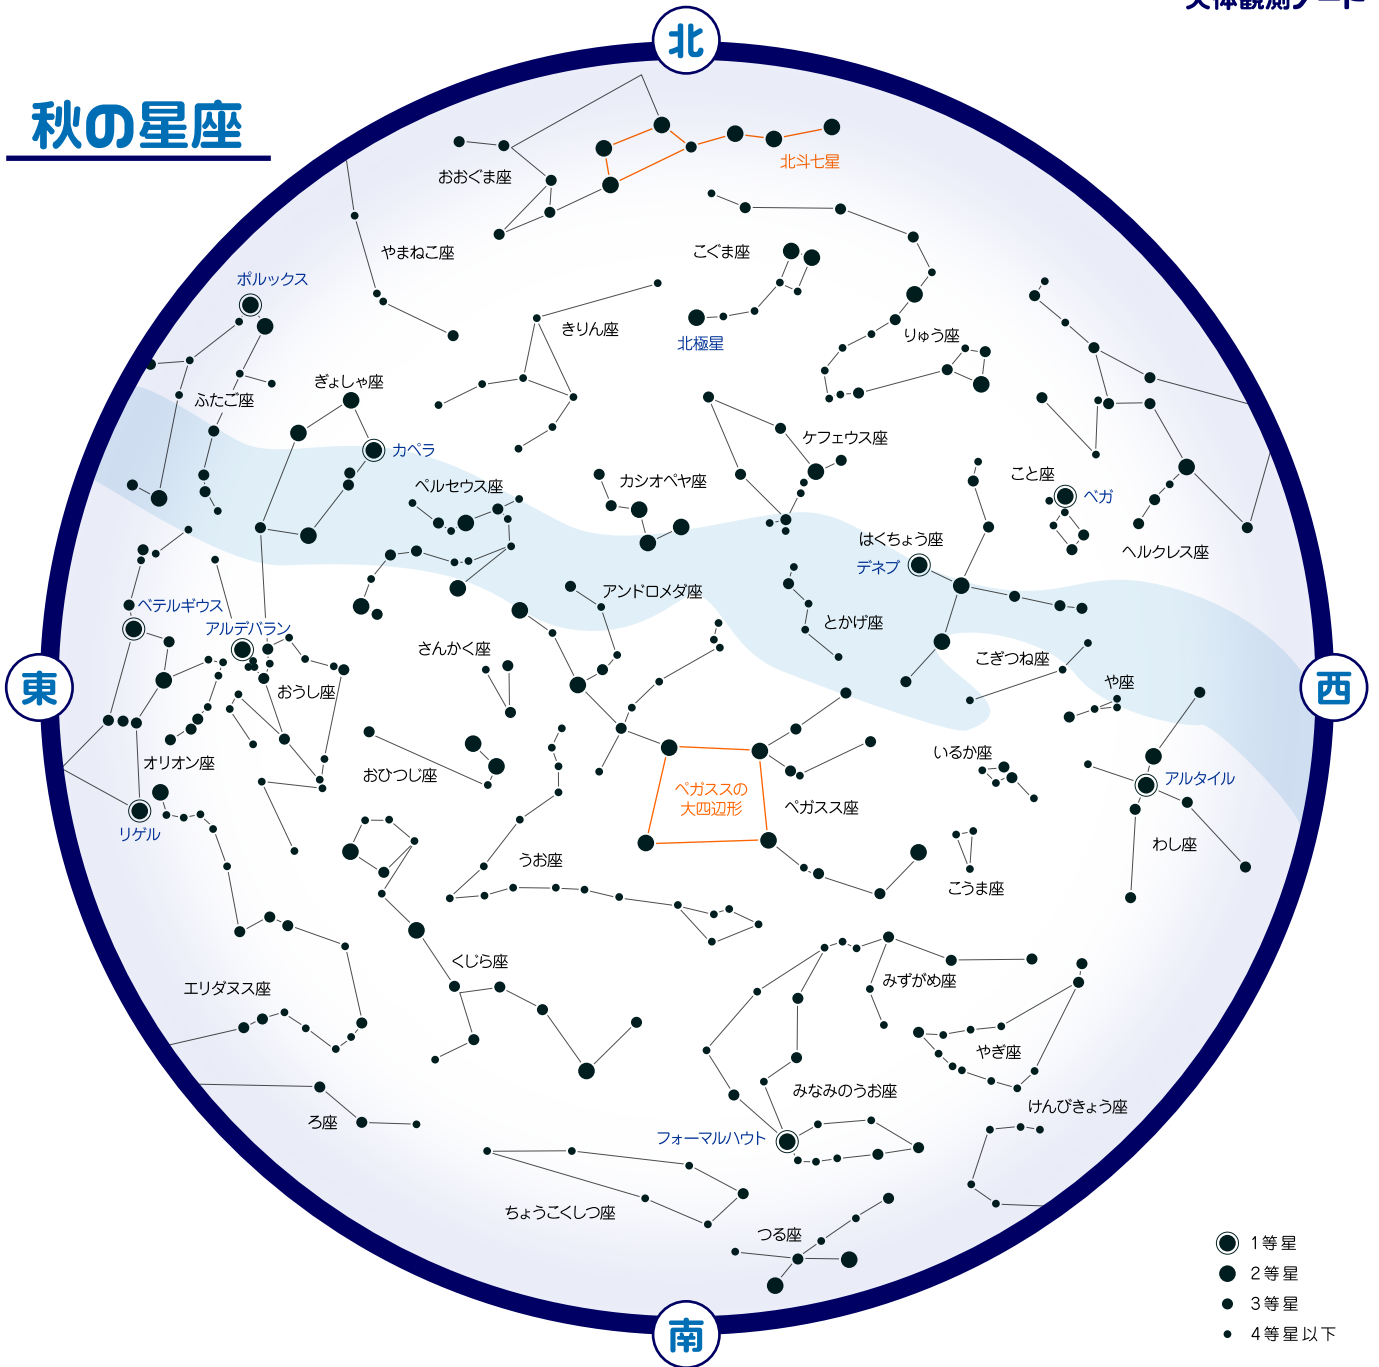 天体観測ノート
北
秋の星座
北斗七星
おおぐま座
やまねこ座
こぐま座
ポルックス
きりん座
北極星
りゅう座
ぎょしゃ座
ふたご座
カペラ
ケフェウス座
ペルセウス座
カシオペヤ座
こと座
ベガ
はくちょう座
ヘルクレス座
デネブ
アンドロメダ座
とかげ座
ベテルギウス
アルデバラン
さんかく座
こぎつね座
東
おうし座
や座
西
オリオン座
おひつじ座
いるか座
アルタイル
ペガススの
大四辺形
ペガスス座
リゲル
わし座
うお座
こうま座
くじら座
みずがめ座
エリダヌス座
やぎ座
みなみのうお座
けんびきょう座
ろ座
フォーマルハウト
ちょうこくしつ座
つる座
1等星
2等星
3等星
4等星以下
南